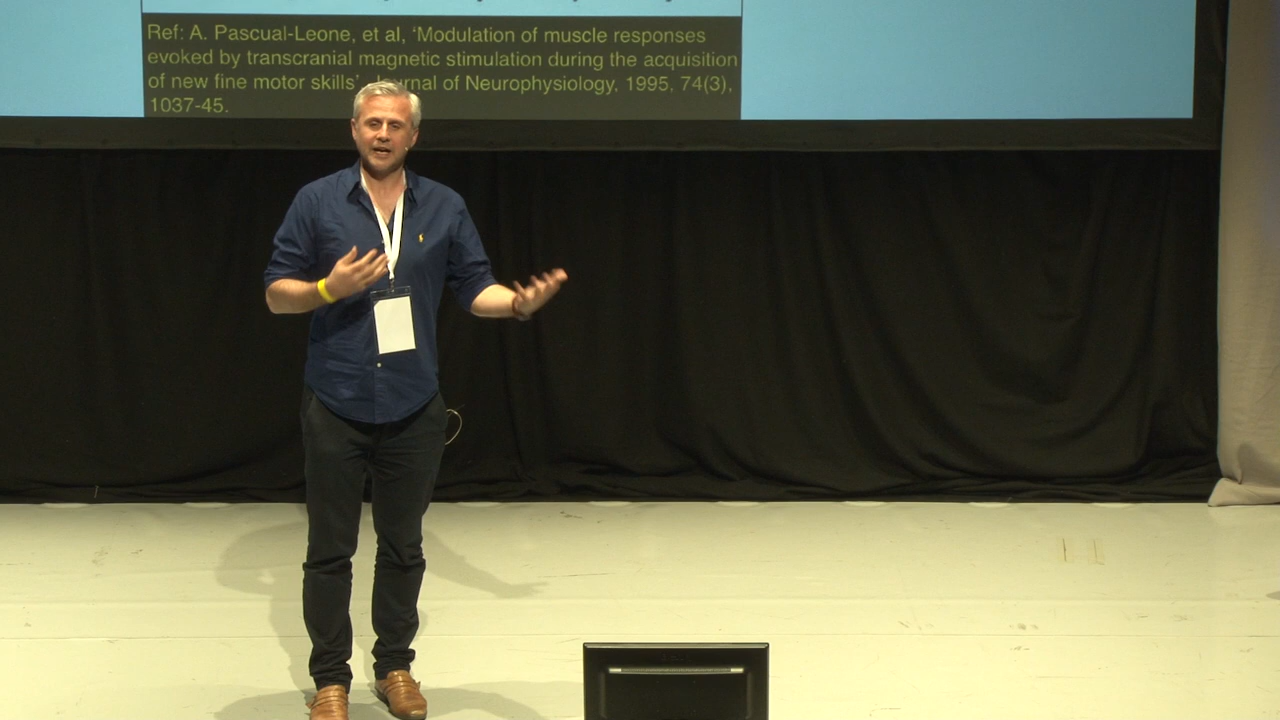 Ref: A. Pascual-Leone, et al, ‘Modulation of muscle responses
evoked by transcranial magnetic stimulation during the acquisition
of new fine motor skills’ Journal of Neurophysiology, 1995, 74(3),
1037-45.